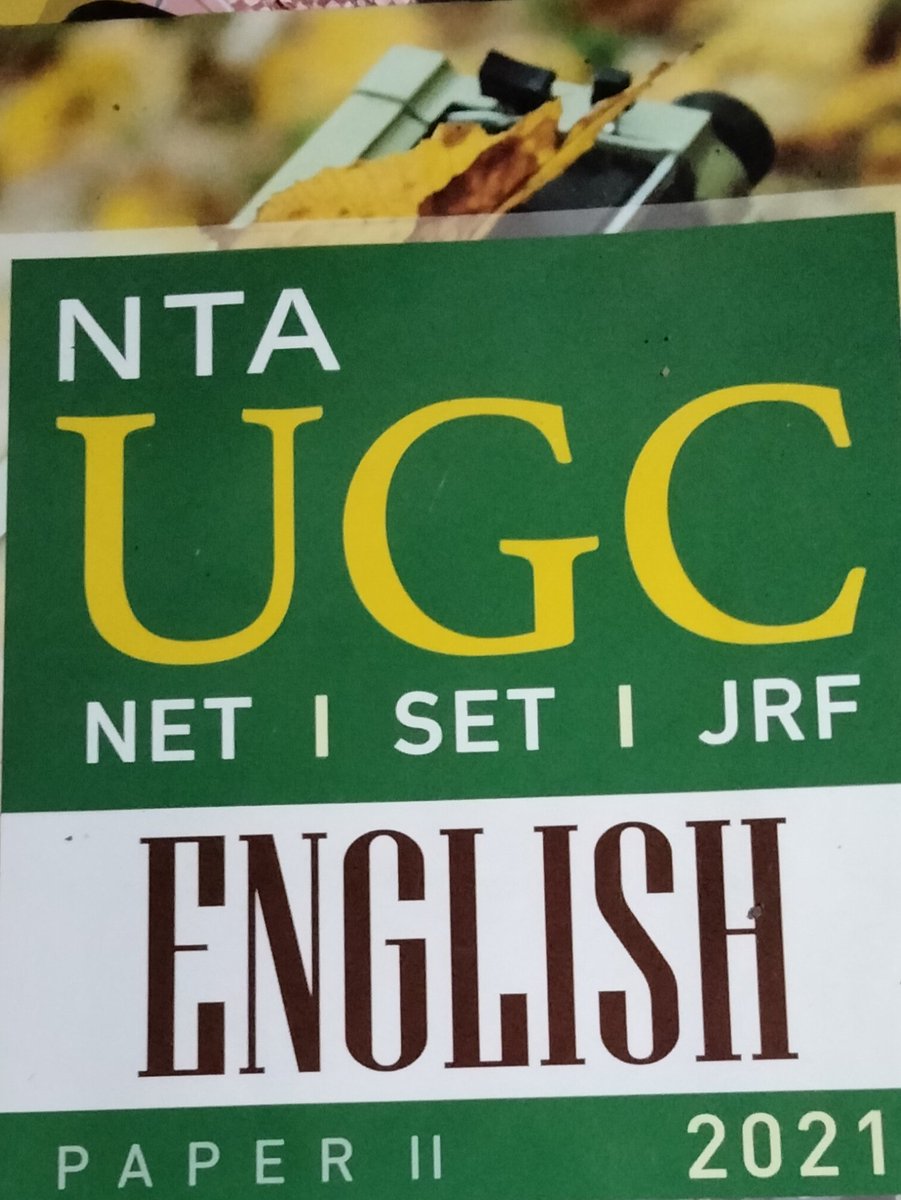 NTA
UGC
NET | SET | JRF
ENGLISH
PAPER II 2021